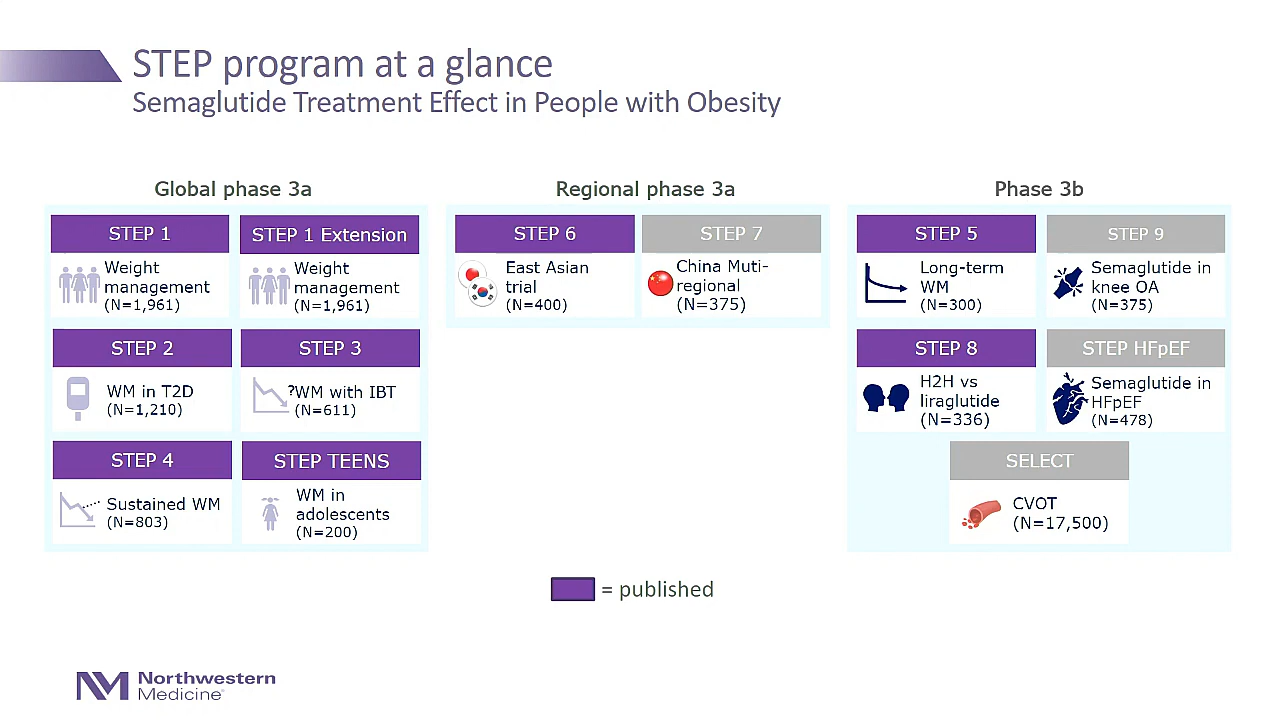 STEP program at a glance
Semaglutide Treatment Effect in People with Obesity
Global phase 3a
STEP 1
Weight
management
(N=1,961)
STEP 1 Extension
Weight
management
(N=1,961)
STEP 2
WM in T2D
(N=1,210)
STEP 3
?WM with IBT
(N=611)
STEP 4
Sustained WM
(N=803)
STEP TEENS
WM in
adolescents
(N=200)
Regional phase 3a
STEP 6
East Asian
trial
(N=400)
STEP 7
China Muti-
regional
(N=375)
Phase 3b
STEP 5
Long-term
WM
(N=300)
STEP 9
Semaglutide in
knee OA
(N=375)
STEP 8
H2H vs
liraglutide
(N=336)
STEP HFpEF
Semaglutide in
HFpEF
(N=478)
SELECT
CVOT
(N=17,500)
= published
NM Northwestern
Medicine®